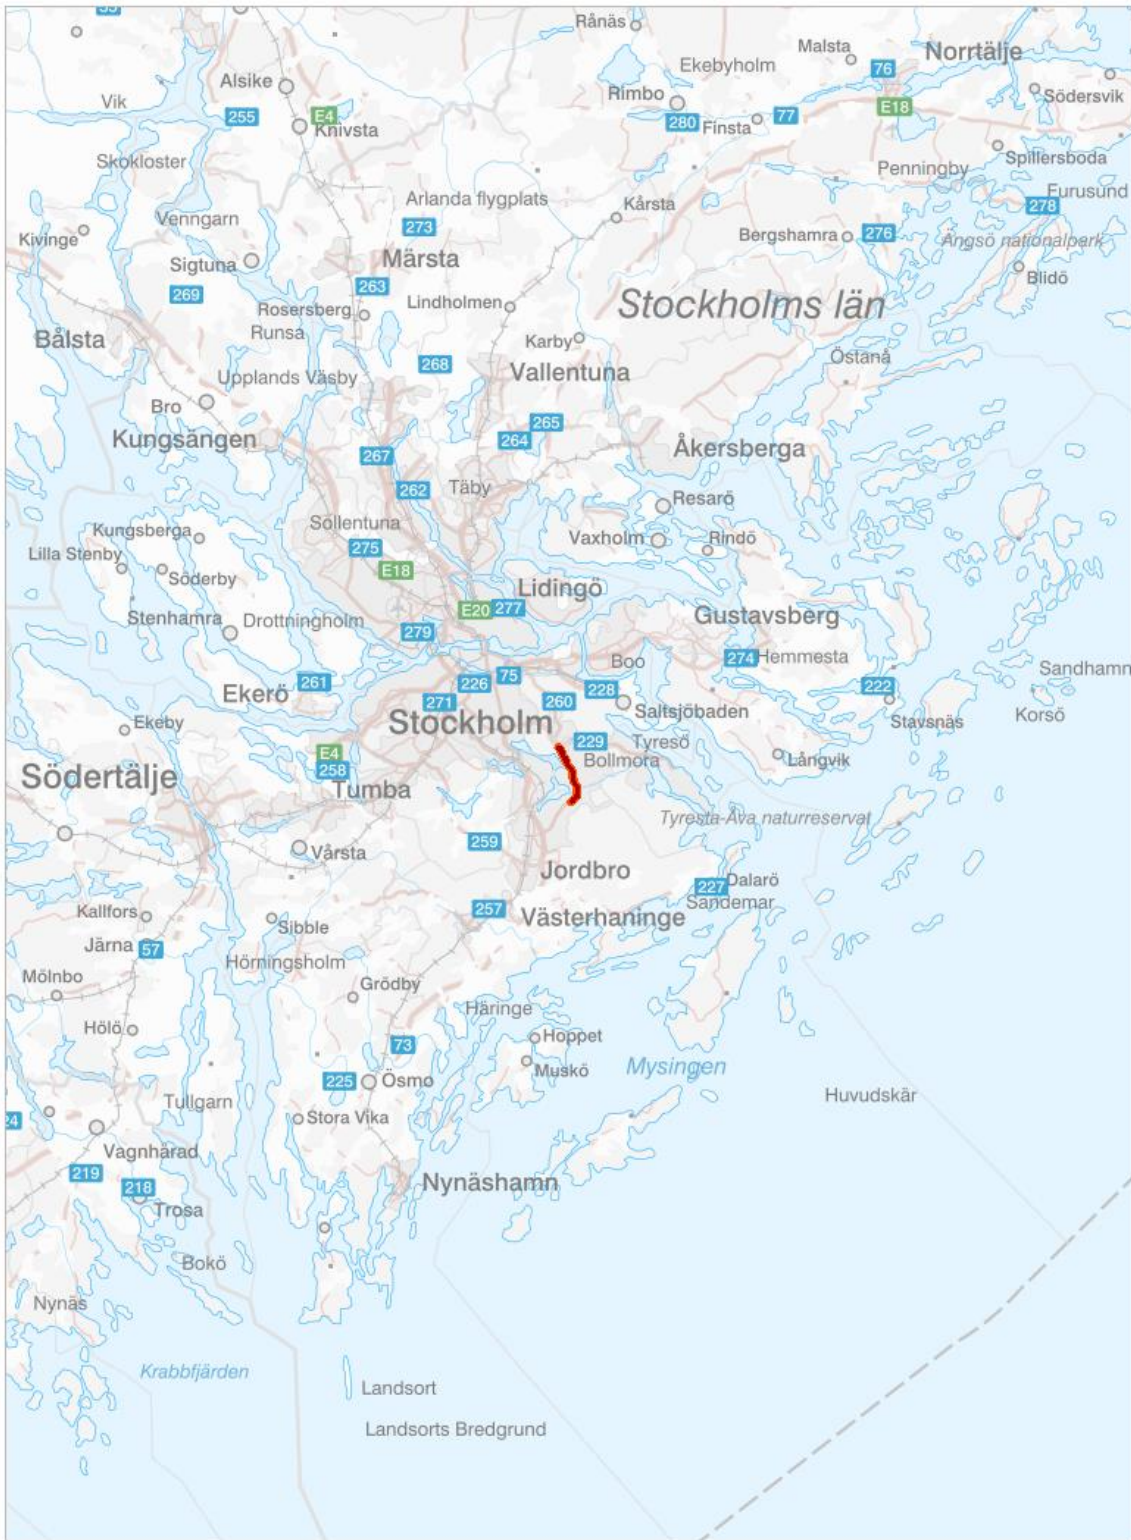 Rånäs
Malsta
Norrtälje
Ekebyholm
76
Alsike
Rimbo
Södersvik
Vik
255
E4
Knivsta
280
Finsta
77
E18
Skokloster
Penningby
Spillersboda
Arlanda flygplats
Kårsta
278
Furusund
Venngarn
273
Kivinge
Bergshamra
276
Ängsö nationalpark
Sigtuna
Märsta
Blidö
269
263
Rosersberg
Lindholmen
Stockholms län
Runsa
Bålsta
Karby
Östanå
268
Vallentuna
Upplands Väsby
Bro
265
Kungsängen
264
Åkersberga
267
262
Täby
Resarö
Kungsberga
Sollentuna
Vaxholm
Rindö
Lilla Stenby
275
Söderby
E18
Lidingö
Stenhamra
Drottningholm
E20
277
Gustavsberg
279
Boo
274
Hemmesta
Sandhamn
261
226
75
228
222
Ekerö
271
260
Saltsjöbaden
Korsö
Ekeby
Stockholm
Stavsnäs
229
Tyresö
E4
Bollmora
Långvik
Södertälje
258
Tumba
Tyresta-Åva naturreservat
259
Vårsta
Jordbro
227
Dalarö
Sandemar
Kallfors
257
Västerhaninge
Sibble
Järna
57
Hörningsholm
Mölnbo
Grödby
Häringe
Hölö
73
Hoppet
Muskö
Mysingen
225
Ösmo
Huvudskär
Tullgarn
Stora Vika
24
Vagnhärad
219
218
Nynäshamn
Trosa
Bokö
Nynäs
Krabbfjärden
Landsort
Landsorts Bredgrund